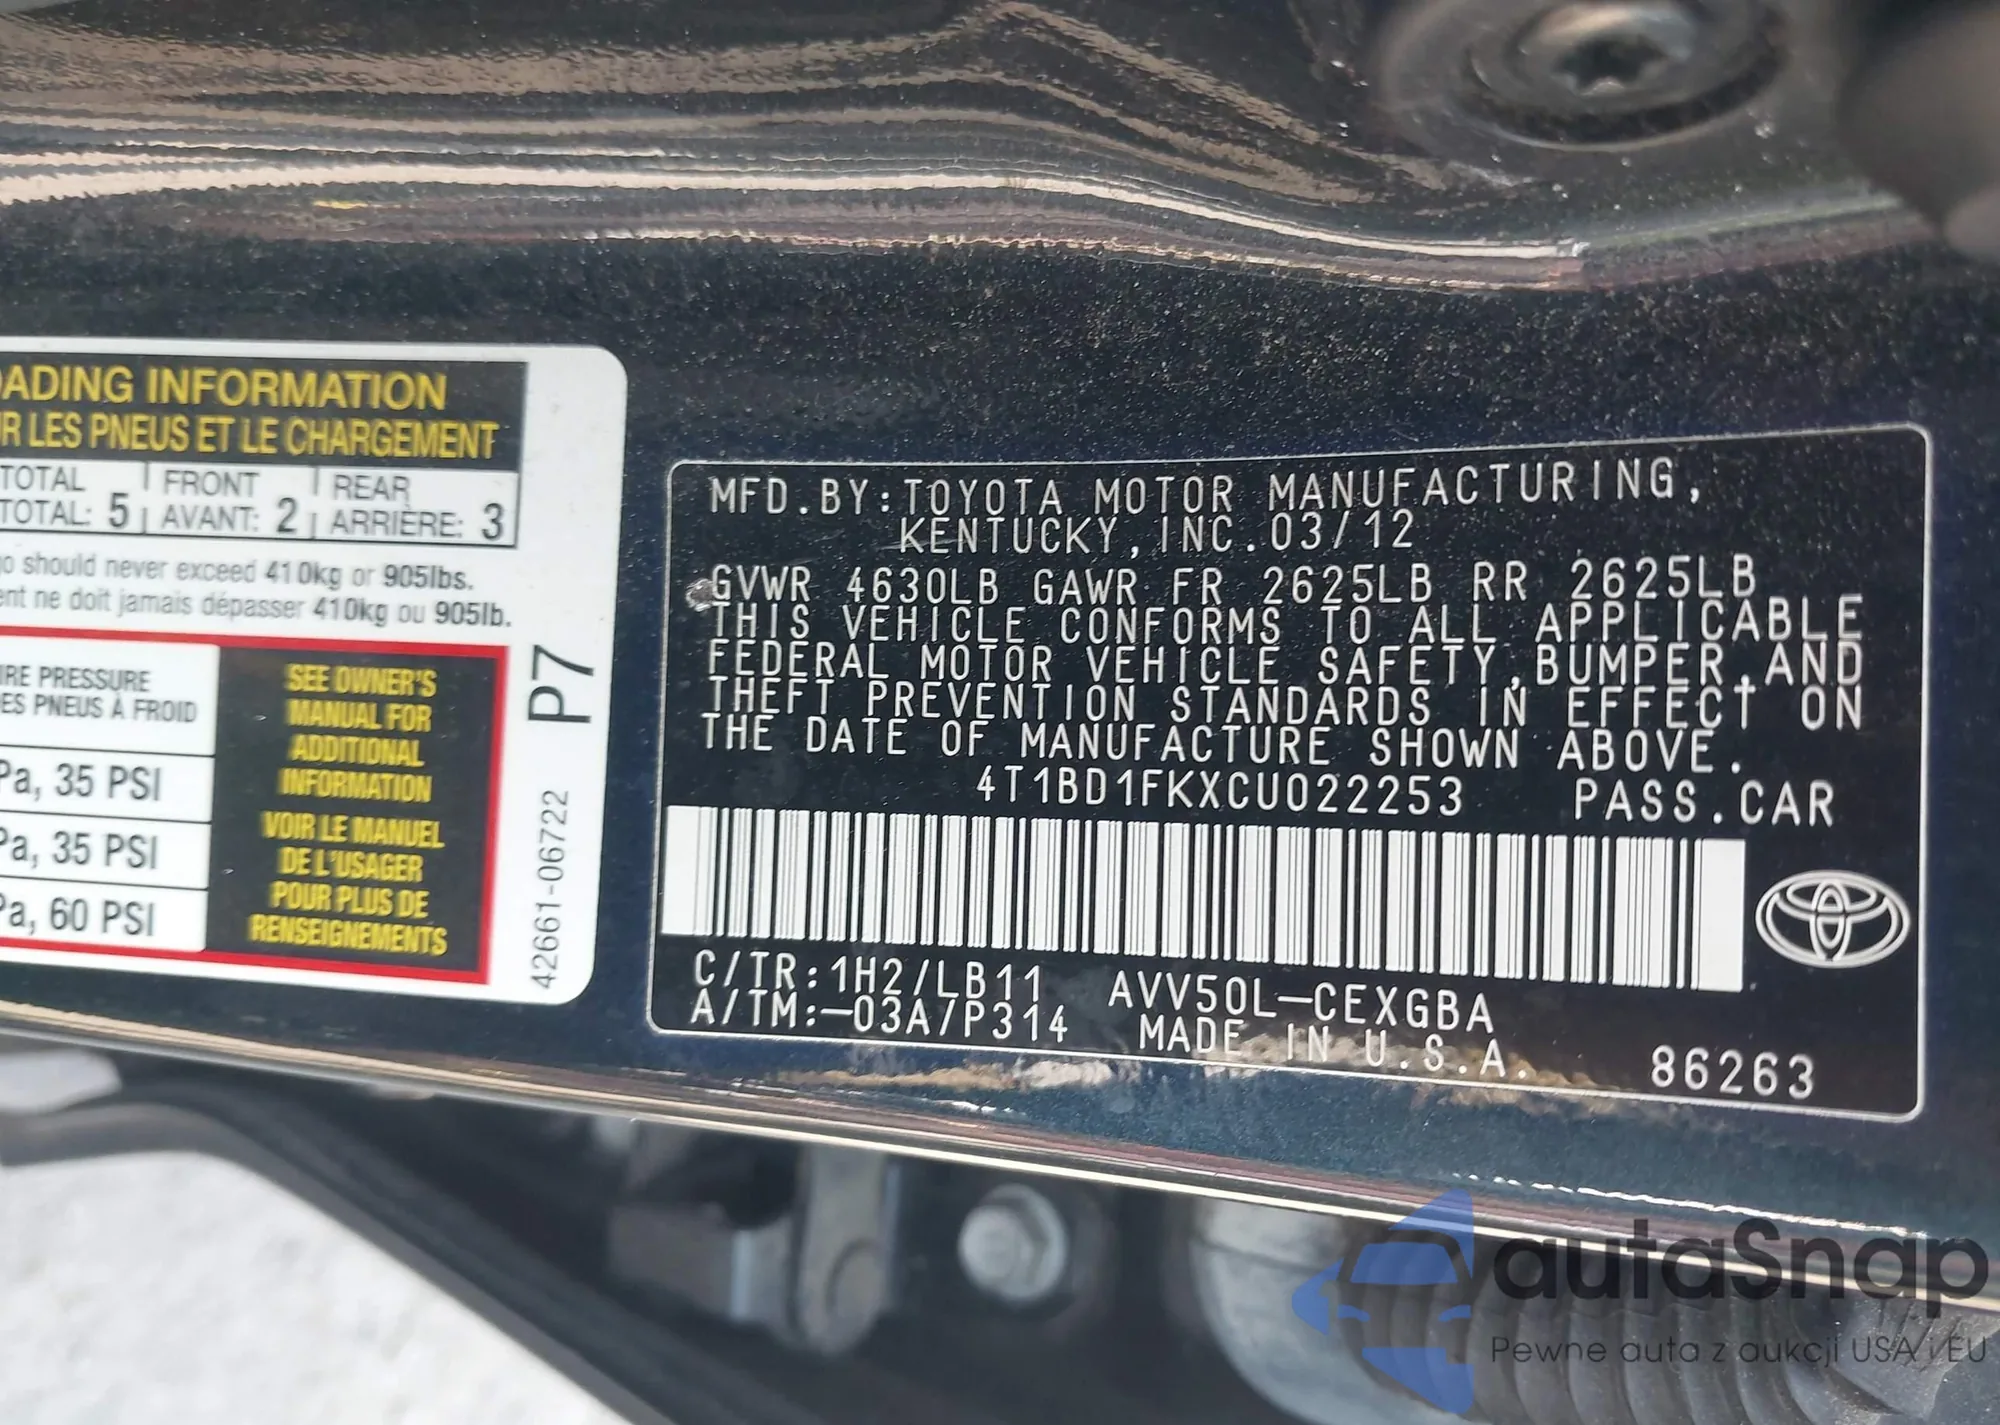 ADING INFORMATION
R LES PNEUS ET LE CHARGEMENT
TOTAL FRONT REAR
TOTAL: 5 AVANT: 2 ARRIÈRE: 3
o should never exceed 410kg or 905lbs.
ent ne doit jamais dépasser 410kg ou 905lb.
IRE PRESSURE
ES PNEUS À FROID
Pa, 35 PSI
Pa, 35 PSI
Pa, 60 PSI
SEE OWNER'S
MANUAL FOR
ADDITIONAL
INFORMATION
VOIR LE MANUEL
DE L'USAGER
POUR PLUS DE
RENSEIGNEMENTS
P7
42661-06722
MFD.BY:TOYOTA MOTOR MANUFACTURING,
KENTUCKY,INC.03/12
GVWR 4630LB GAWR FR 2625LB RR 2625LB
THIS VEHICLE CONFORMS TO ALL APPLICABLE
FEDERAL MOTOR VEHICLE SAFETY,BUMPER,AND
THEFT PREVENTION STANDARDS IN EFFECT ON
THE DATE OF MANUFACTURE SHOWN ABOVE.
4T1BD1FKXCU022253 PASS.CAR
C/TR:1H2/LB11 AVV50L-CEXGBA
A/TM:-03A/P314 MADE IN U.S.A.
86263
autaSnap
Pewne auta z aukcji USA i EU